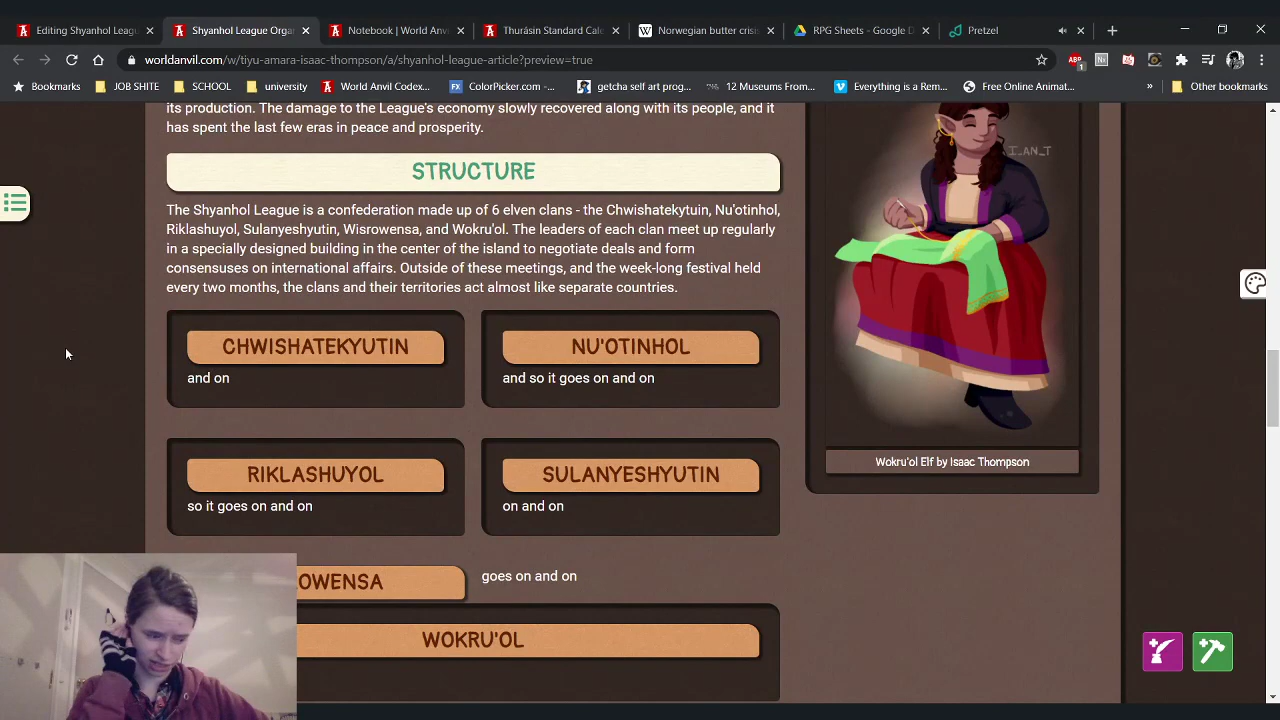 Editing Shyanhol Leagu
Shyanhol League Orga
Notebook | World Anvil
Thurásin Standard Cale
Norwegian butter crisi
RPG Sheets - Google D
Pretzel
worldanvil.com/w/tiyu-amara-isaac-thompson/a/shyanhol-league-article?preview=true
Bookmarks
JOB SHITE
SCHOOL
university
World Anvil Codex...
ColorPicker.com -...
getcha self art prog...
12 Museums From...
Everything is a Rem...
Free Online Animat...
»
Other bookmarks
its production. The damage to the League's economy slowly recovered along with its people, and it
has spent the last few eras in peace and prosperity.
I_AN_T
STRUCTURE
The Shyanhol League is a confederation made up of 6 elven clans - the Chwishatekytuin, Nu'otinhol,
Riklashuyol, Sulanyeshyutin, Wisrowensa, and Wokru'ol. The leaders of each clan meet up regularly
in a specially designed building in the center of the island to negotiate deals and form
consensuses on international affairs. Outside of these meetings, and the week-long festival held
every two months, the clans and their territories act almost like separate countries.
CHWISHATEKYUTIN
and on
NU'OTINHOL
and so it goes on and on
RIKLASHUYOL
so it goes on and on
SULANYESHYUTIN
on and on
OWENSA
goes on and on
WOKRU'OL
Wokru'ol Elf by Isaac Thompson